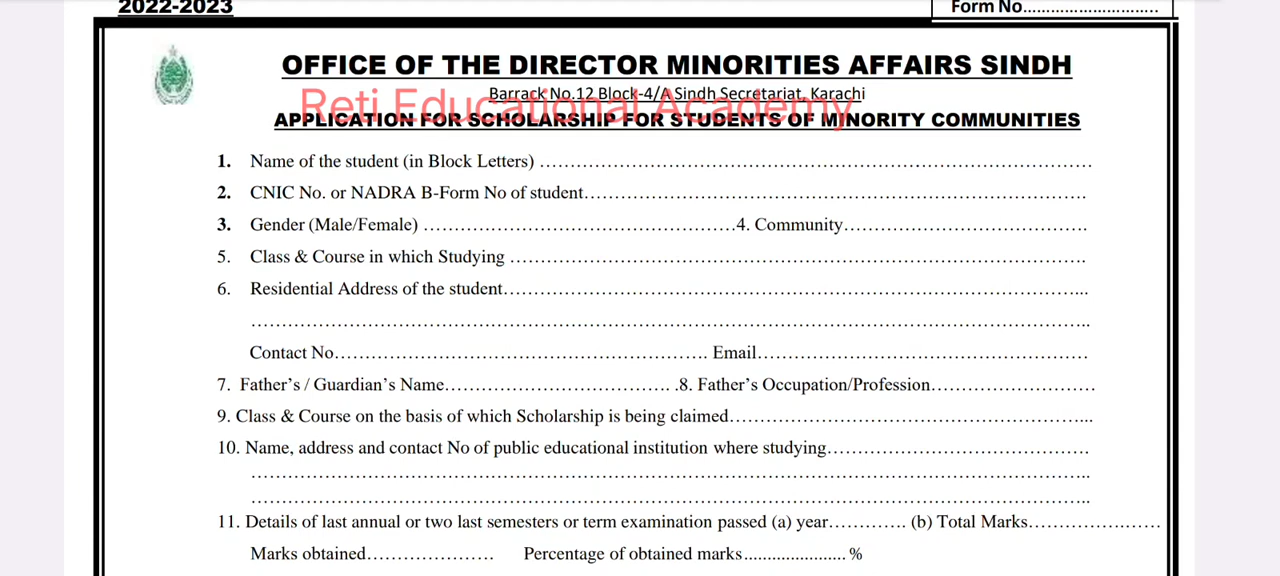 2022-2023
Form No............................
OFFICE OF THE DIRECTOR MINORITIES AFFAIRS SINDH
Barrack No.12 Block-4/A Sindh Secretariat, Karachi
Reti Educational Academy
APPLICATION FOR SCHOLARSHIP FOR STUDENTS OF MINORITY COMMUNITIES
1. Name of the student (in Block Letters) ……………………………………………………………………………
2. CNIC No. or NADRA B-Form No of student…………………………………………………………………….
3. Gender (Male/Female) …………………………………………….4. Community………………………………….
5. Class & Course in which Studying ………………………………………………………………………………….
6. Residential Address of the student…………………………………………………………………………………...
…………………………………………………………………………………………………………………………..
Contact No……………………………………………………. Email………………………………………………
7. Father's / Guardian's Name………………………………. .8. Father's Occupation/Profession………………………
9. Class & Course on the basis of which Scholarship is being claimed…………………………………………………...
10. Name, address and contact No of public educational institution where studying…………………………………….
…………………………………………………………………………………………………………………………..
…………………………………………………………………………………………………………………………..
11. Details of last annual or two last semesters or term examination passed (a) year…………. (b) Total Marks………………….
Marks obtained…………………. Percentage of obtained marks....................... %